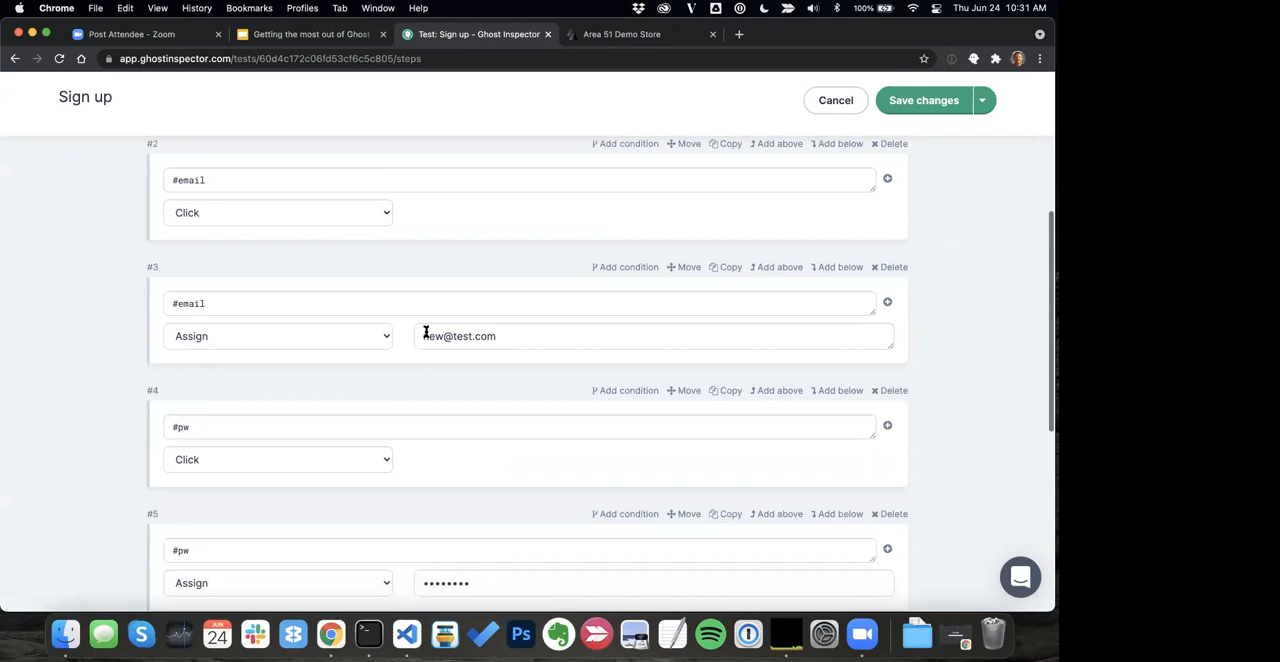 Chrome File Edit View History Bookmarks Profiles Tab Window Help 100% Thu Jun 24 10:31 AM
Post Attendee - Zoom Getting the most out of Ghost Test: Sign up - Ghost Inspector Area 51 Demo Store
app.ghostinspector.com/tests/60d4c172c06fd53cf6c5c805/steps
Sign up Cancel Save changes
#2 Add condition Move Copy Add above Add below Delete
#email
Click
#3 Add condition Move Copy Add above Add below Delete
#email
Assign new@test.com
#4 Add condition Move Copy Add above Add below Delete
#pw
Click
#5 Add condition Move Copy Add above Add below Delete
#pw
Assign ••••••••
JUN
24
Ps